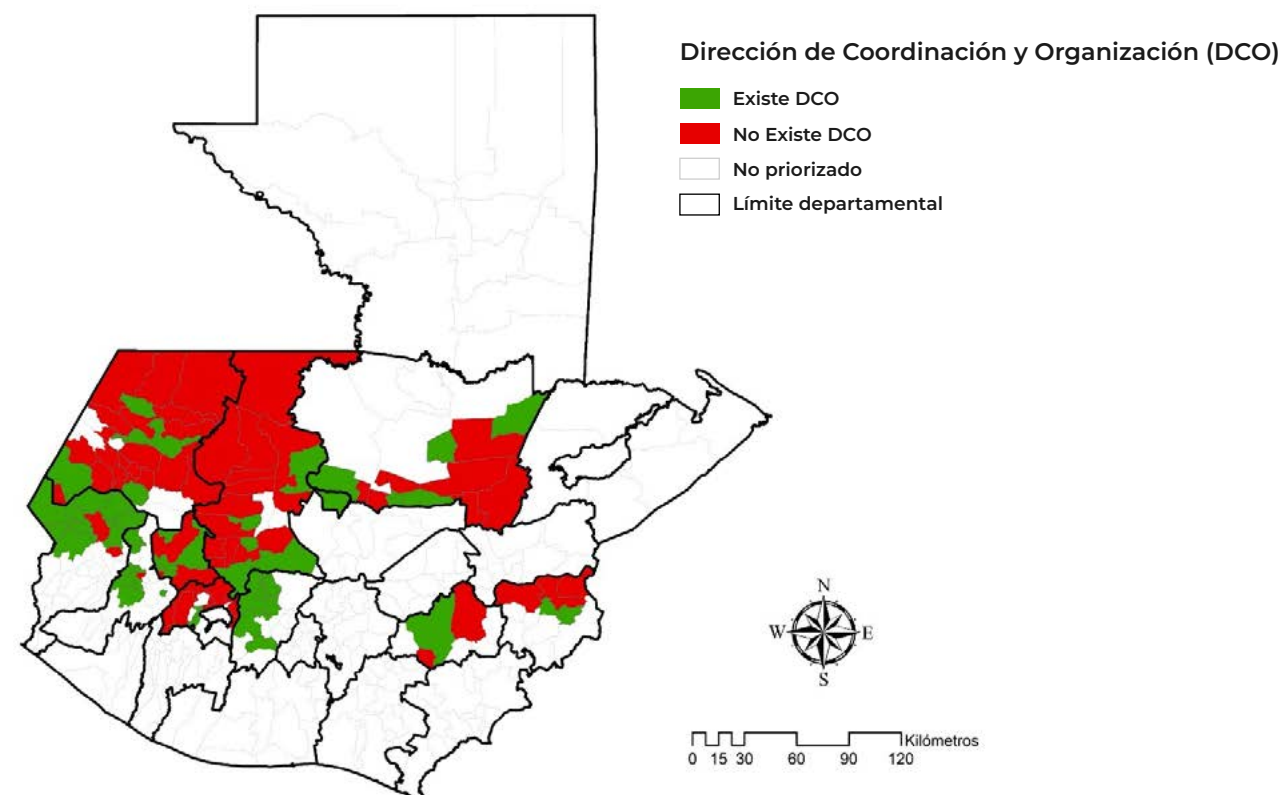 Dirección de Coordinación y Organización (DCO)
Existe DCO
No Existe DCO
No priorizado
Límite departamental
N
W E
S
Kilómetros
0 15 30 60 90 120